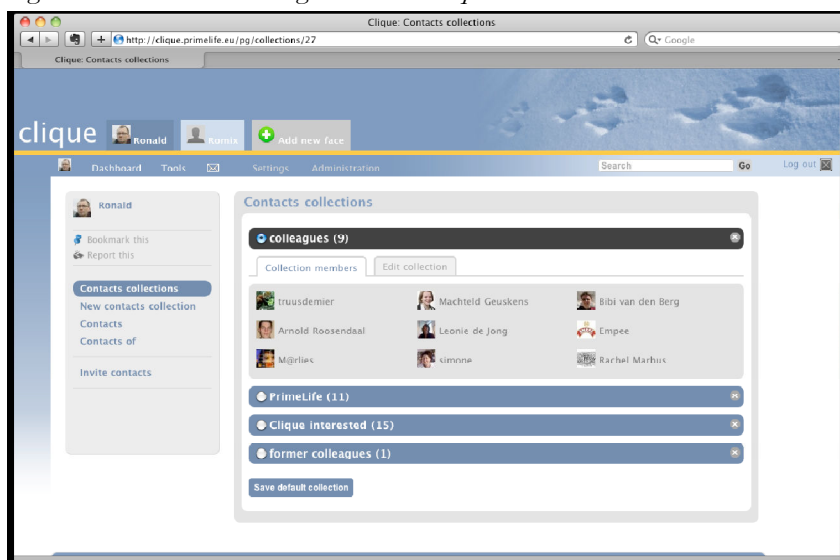 Clique: Contacts collections
http://clique.primelife.eu/pg/collections/27
Google
Clique: Contacts collections
clique Ronald Kornix Add new face
Dashboard Tools Settings Administration Search Go Log out
Ronald
Bookmark this
Report this
Contacts collections
New contacts collection
Contacts
Contacts of
Invite contacts
Contacts collections
colleagues (9)
Collection members Edit collection
truusdemier Machteld Geuskens Bibi van den Berg
Arnold Roosendaal Leonie de Jong Empee
M@rlies simone Rachel Marbus
PrimeLife (11)
Clique interested (15)
former colleagues (1)
Save default collection